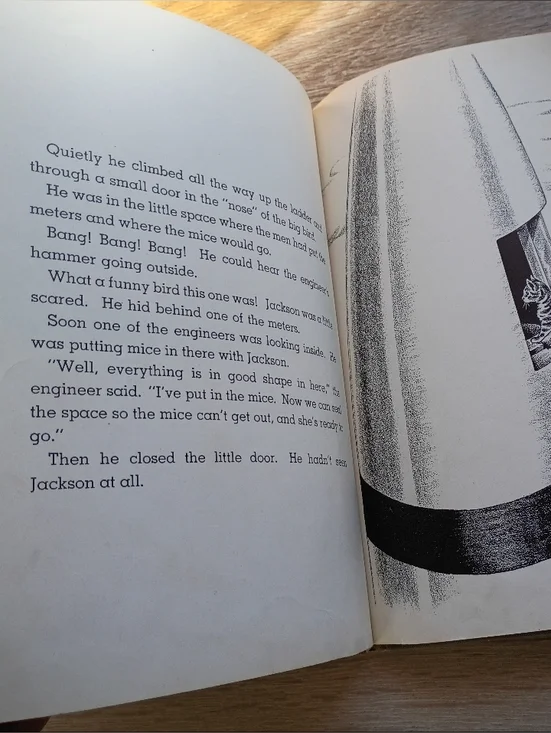 Quietly he climbed all the way up the ladder and
through a small door in the "nose" of the big bird.
He was in the little space where the men had put the
meters and where the mice would go.
Bang! Bang! Bang! He could hear the engineer's
hammer going outside.
What a funny bird this one was! Jackson was a little
scared. He hid behind one of the meters.
Soon one of the engineers was looking inside. He
was putting mice in there with Jackson.
"Well, everything is in good shape in here," the
engineer said. "I've put in the mice. Now we can seal
the space so the mice can't get out, and she's ready to
go."
Then he closed the little door. He hadn't seen
Jackson at all.